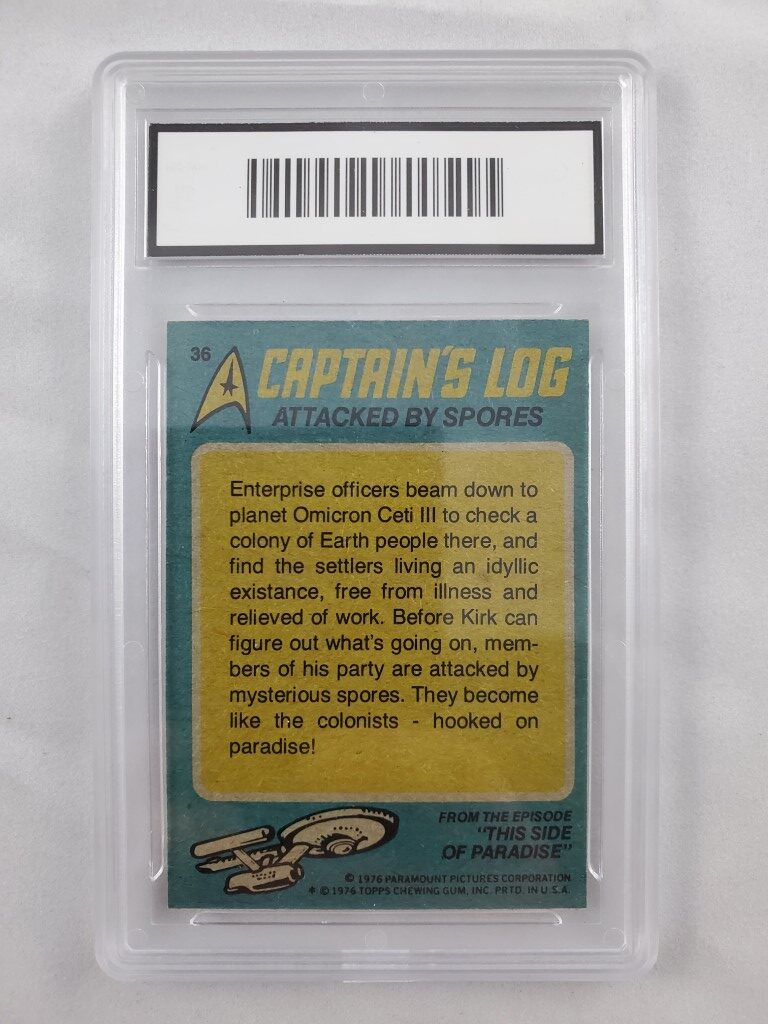 36
CAPTAIN'S LOG
ATTACKED BY SPORES
Enterprise officers beam down to
planet Omicron Ceti III to check a
colony of Earth people there, and
find the settlers living an idyllic
existance, free from illness and
relieved of work. Before Kirk can
figure out what's going on, mem-
bers of his party are attacked by
mysterious spores. They become
like the colonists - hooked on
paradise!
FROM THE EPISODE
"THIS SIDE
OF PARADISE"
© 1976 PARAMOUNT PICTURES CORPORATION
* © 1976 TOPPS CHEWING GUM, INC. PRTD. IN U.S.A.